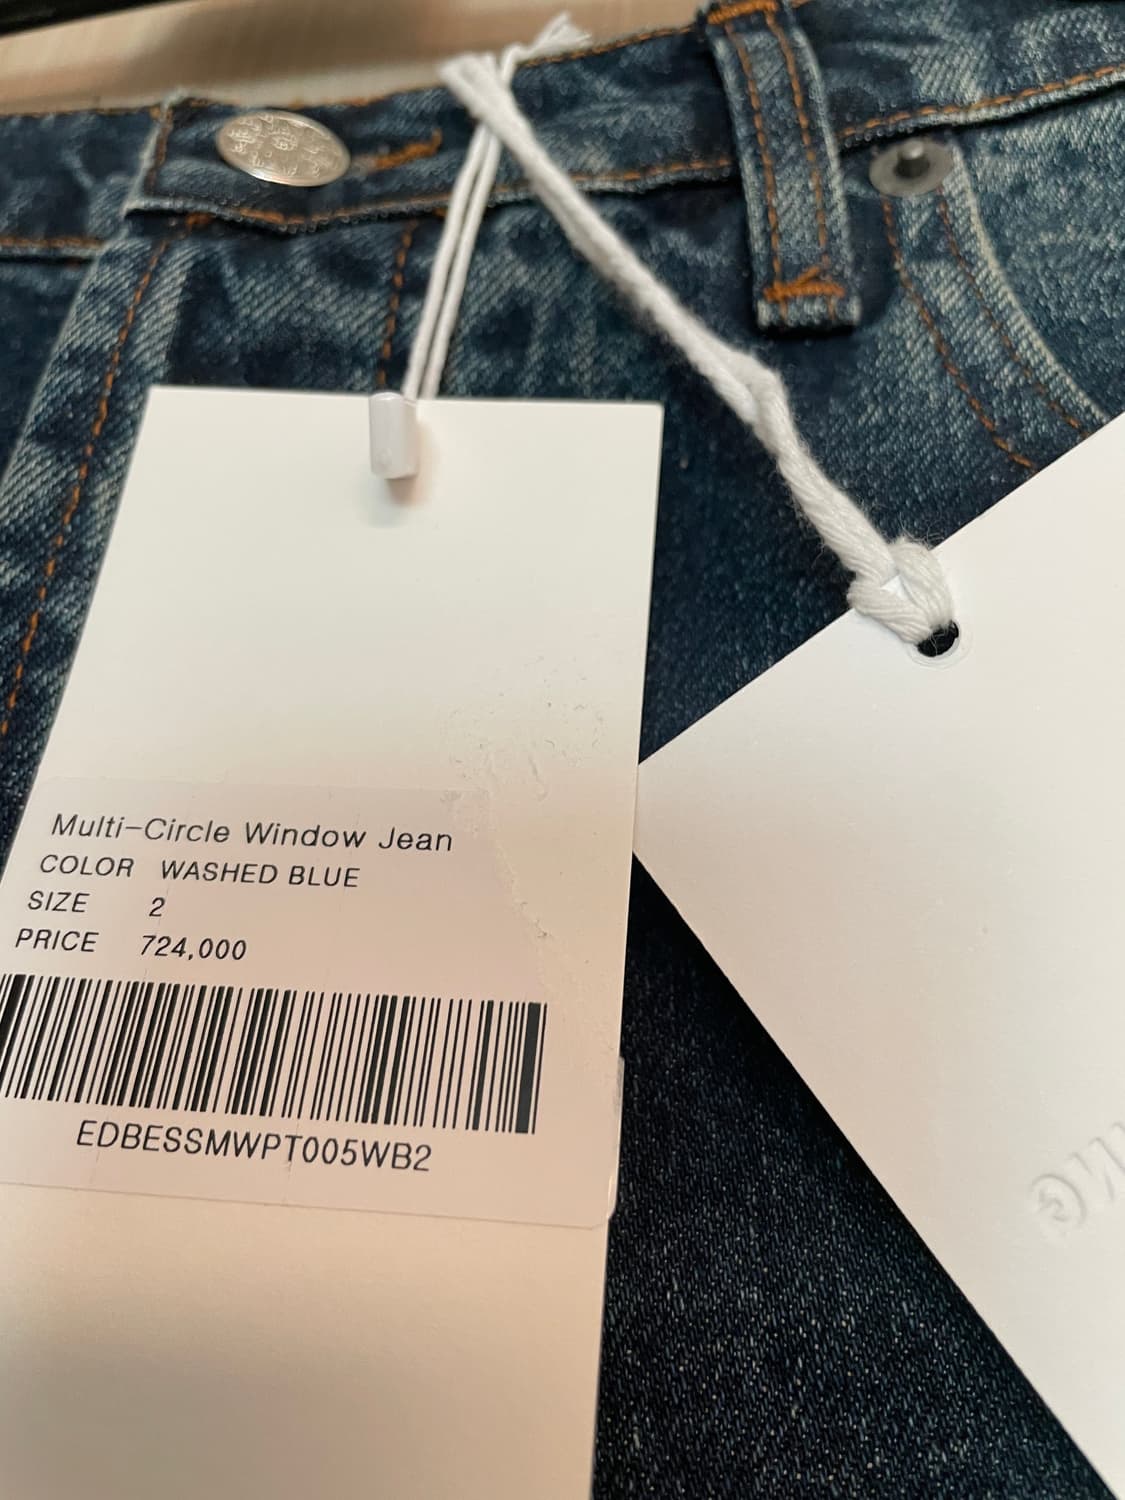 Multi-Circle Window Jean
COLOR WASHED BLUE
SIZE 2
PRICE 724,000
EDBESSMWPT005WB2